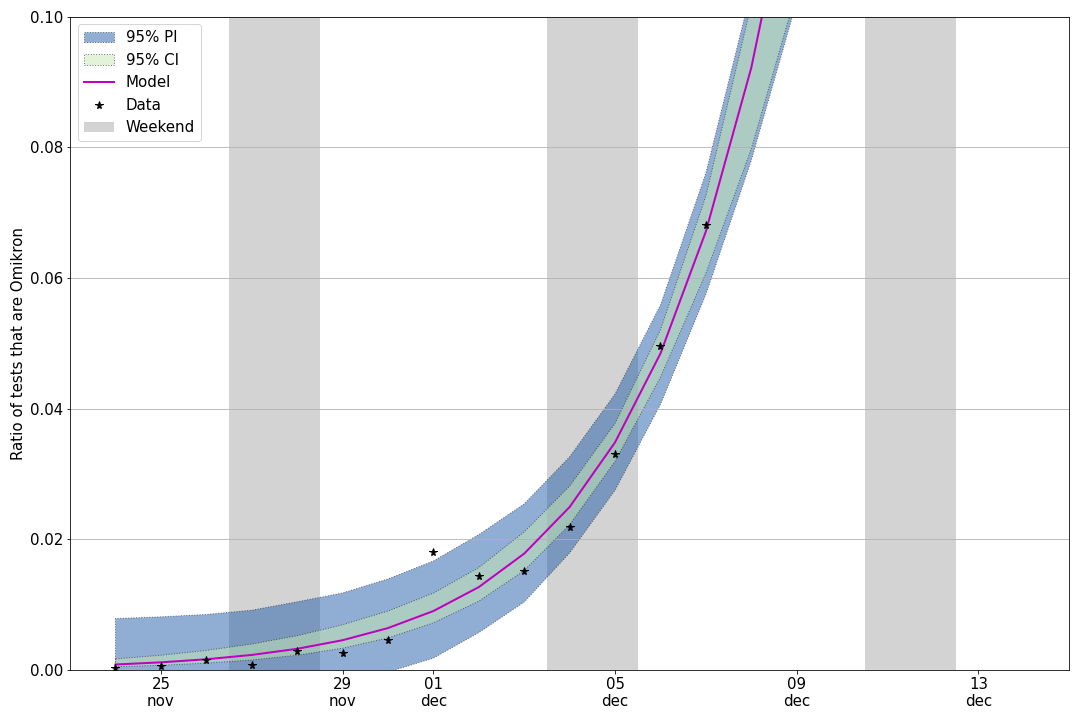 0.10
0.08
0.06
0.04
0.02
0.00
Ratio of tests that are Omikron
95% PI
95% CI
Model
Data
Weekend
25
nov
29
nov
01
dec
05
dec
09
dec
13
dec